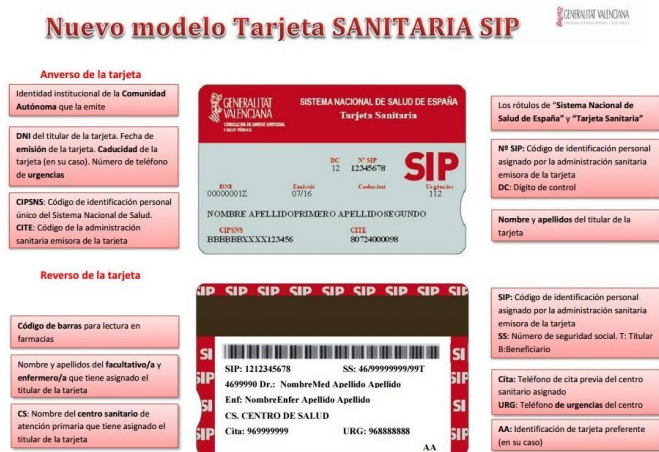 Nuevo modelo Tarjeta SANITARIA SIP
GENERALITAT VALENCIANA
Anverso de la tarjeta
Identidad institucional de la Comunidad
Autónoma que la emite
DNI del titular de la tarjeta. Fecha de
emisión de la tarjeta. Caducidad de la
tarjeta (en su caso). Número de teléfono
de urgencias
CIPSNS: Código de identificación personal
único del Sistema Nacional de Salud.
CITE: Código de la administración
sanitaria emisora de la tarjeta
GENERALITAT
VALENCIANA
CONSELLERIA DE SANITAT UNIVERSAL
I SALUT PÚBLICA
SISTEMA NACIONAL DE SALUD DE ESPAÑA
Tarjeta Sanitaria
DC Nº SIP
12 12345678
SIP
DNI Emissió Caducitat Urgències
00000001Z 07/16 112
NOMBRE APELLIDOPRIMERO APELLIDOSEGUNDO
CIPSNS CITE
BBBBBBXXXX123456 80724000098
Los rótulos de "Sistema Nacional de
Salud de España" y "Tarjeta Sanitaria"
Nº SIP: Código de identificación personal
asignado por la administración sanitaria
emisora de la tarjeta
DC: Dígito de control
Nombre y apellidos del titular de la
tarjeta
Reverso de la tarjeta
Código de barras para lectura en
farmacias
Nombre y apellidos del facultativo/a y
enfermero/a que tiene asignado el
titular de la tarjeta
CS: Nombre del centro sanitario de
atención primaria que tiene asignado el
titular de la tarjeta
SIP SIP SIP SIP SIP SIP SIP SIP SIP
SIP: 1212345678 SS: 46/99999999/99T
4699990 Dr.: NombreMed Apellido Apellido
Enf: NombreEnfer Apellido Apellido
CS. CENTRO DE SALUD
Cita: 969999999 URG: 968888888
AA
SIP: Código de identificación personal
asignado por la administración sanitaria
emisora de la tarjeta
SS: Número de seguridad social. T: Titular
B:Beneficiario
Cita: Teléfono de cita previa del centro
sanitario asignado
URG: Teléfono de urgencias del centro
AA: Identificación de tarjeta preferente
(en su caso)